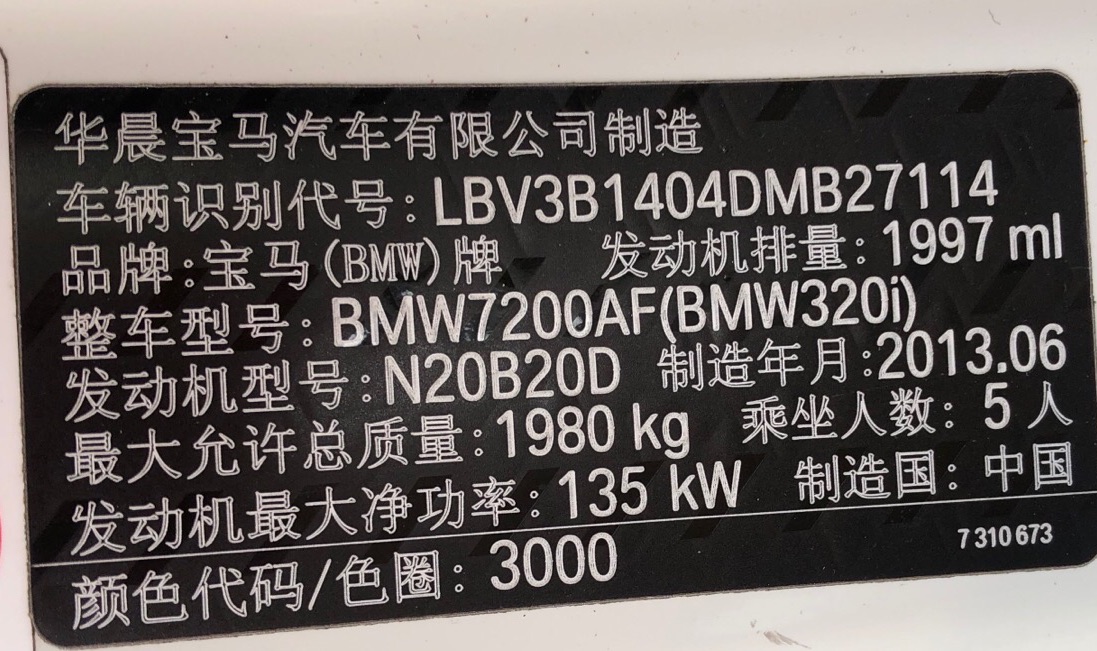 华晨宝马汽车有限公司制造
车辆识别代号:LBV3B1404DMB27114
品牌:宝马(BMW)牌 发动机排量:1997 ml
整车型号:BMW7200AF(BMW320i)
发动机型号:N20B20D 制造年月:2013.06
最大允许总质量:1980 kg 乘坐人数:5 人
发动机最大净功率:135 kW 制造国:中国
7 310 673
颜色代码/色圈:3000